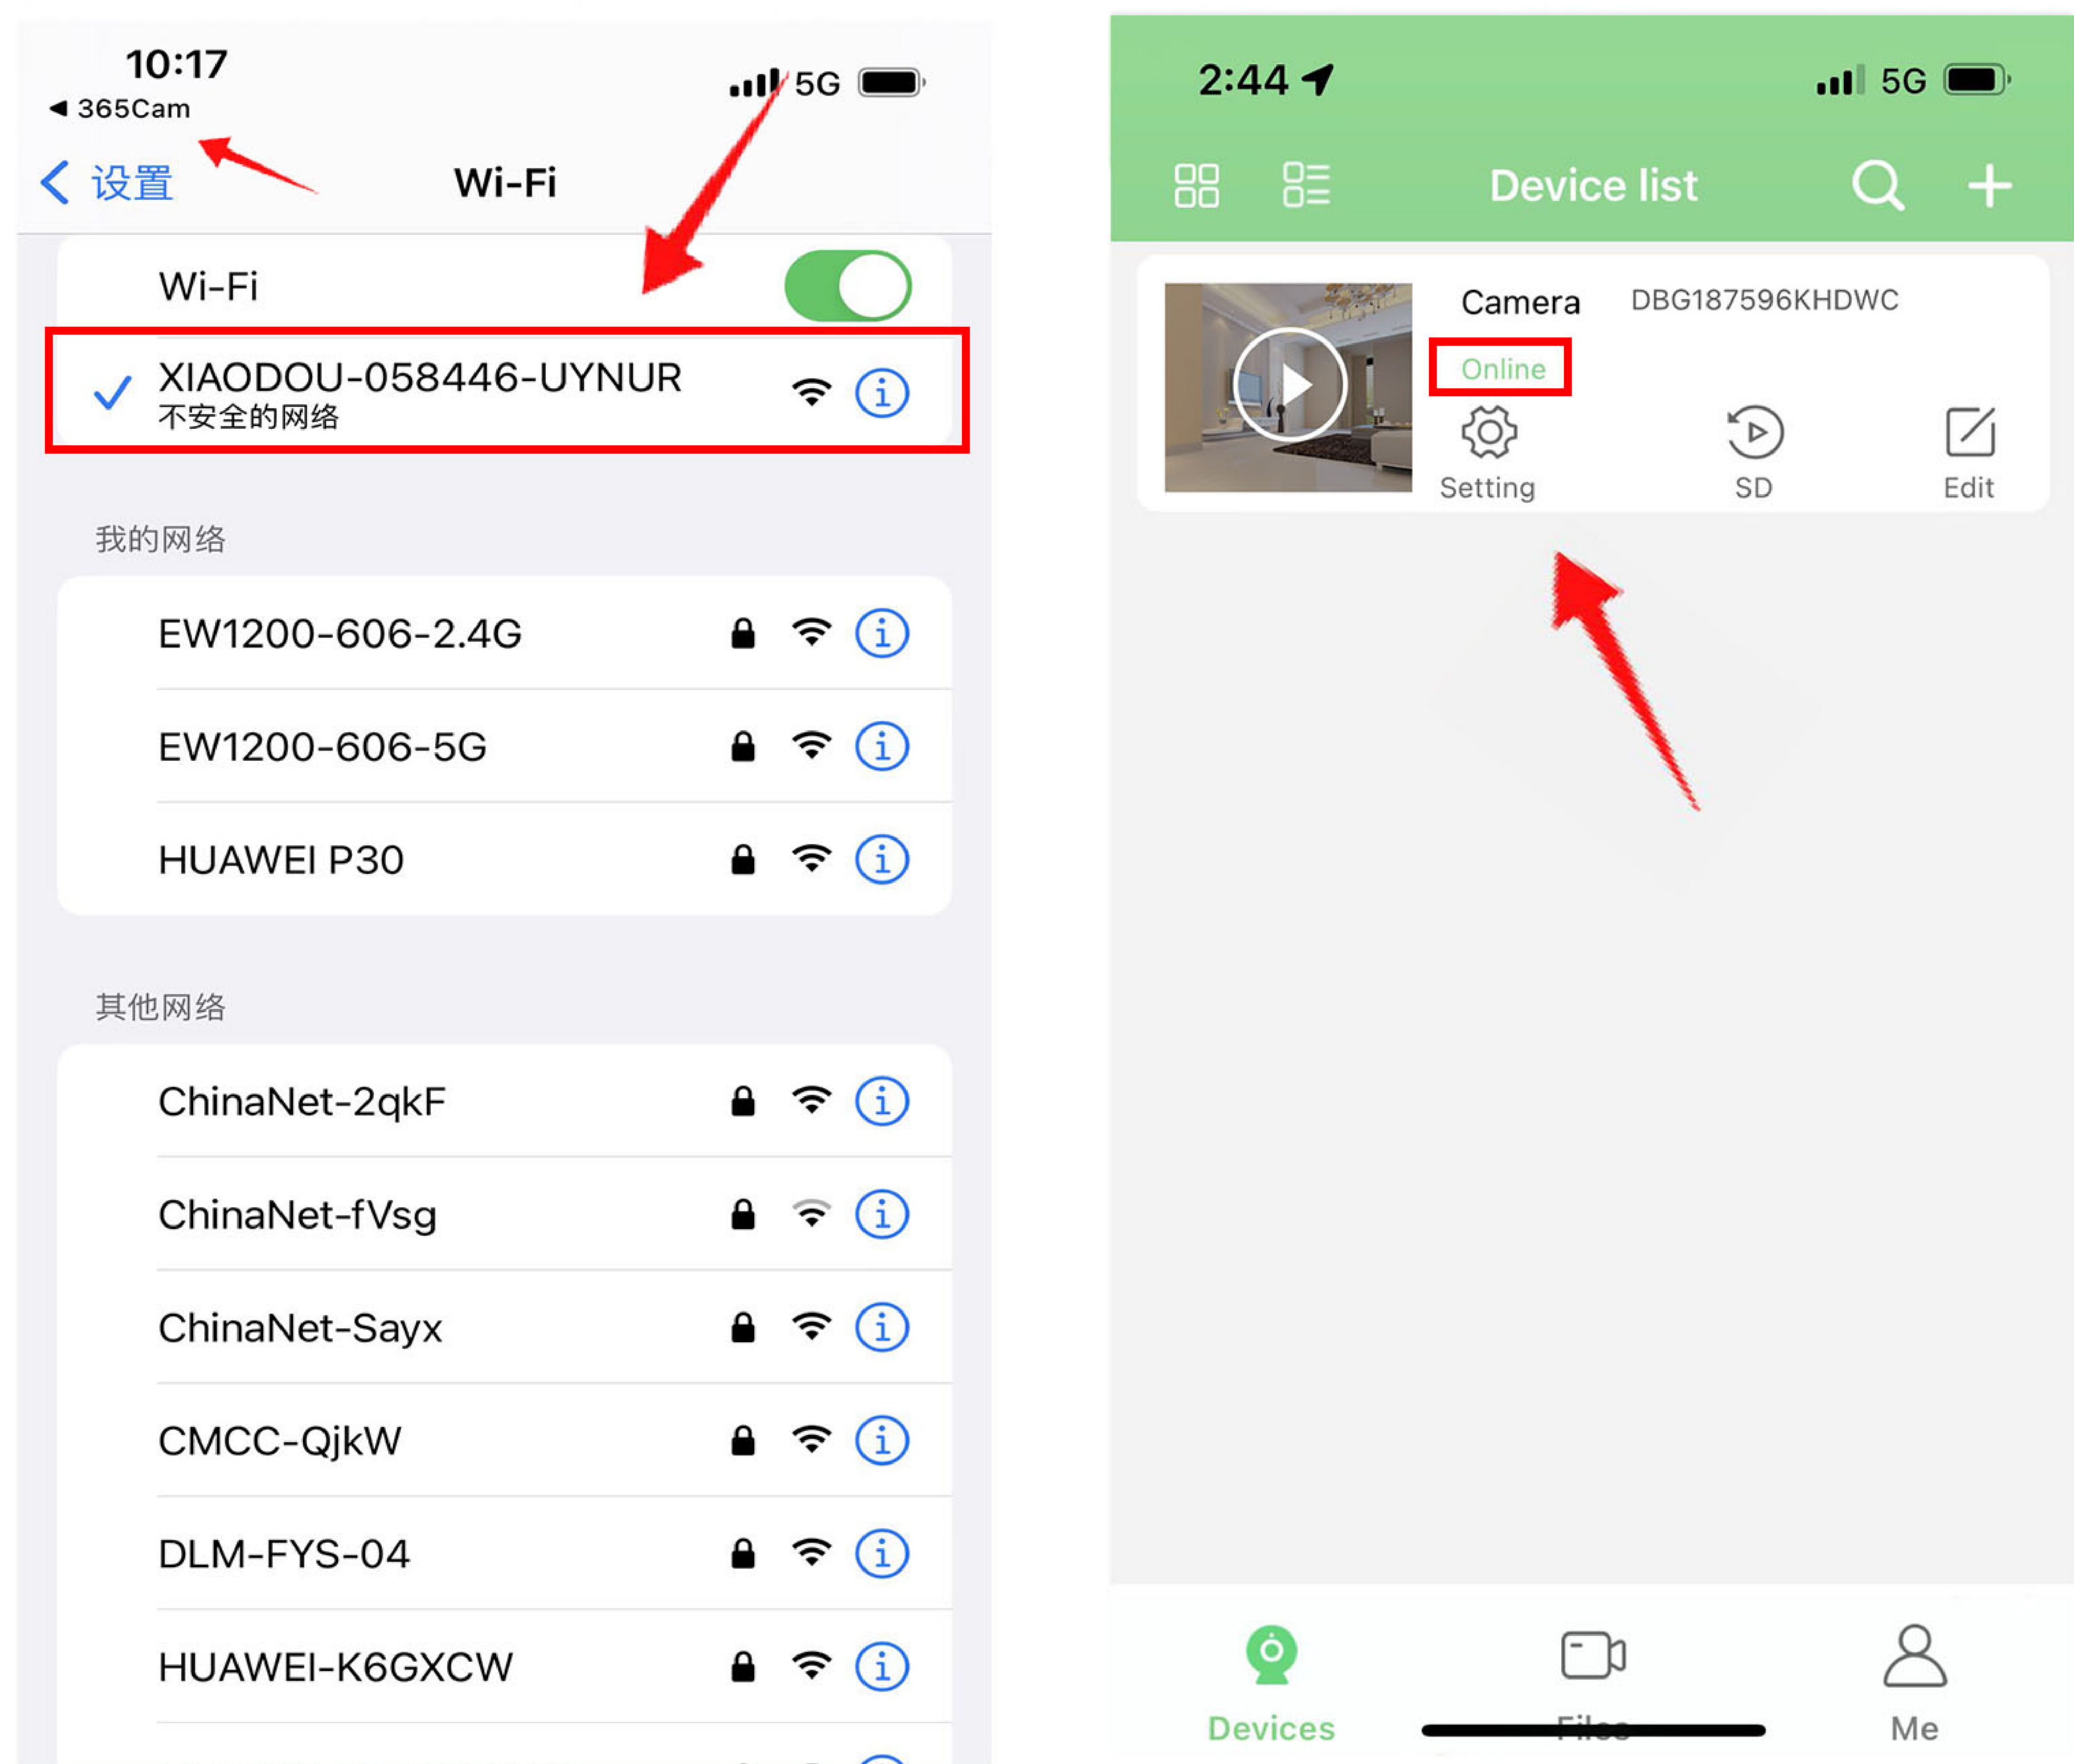 10:17
5G
◀ 365Cam
设置
Wi-Fi
Wi-Fi
XIAODOU-058446-UYNUR
不安全的网络
我的网络
EW1200-606-2.4G
EW1200-606-5G
HUAWEI P30
其他网络
ChinaNet-2qkF
ChinaNet-fVsg
ChinaNet-Sayx
CMCC-QjkW
DLM-FYS-04
HUAWEI-K6GXCW
2:44
5G
Device list
Camera DBG187596KHDWC
Online
Setting SD Edit
Devices Files Me